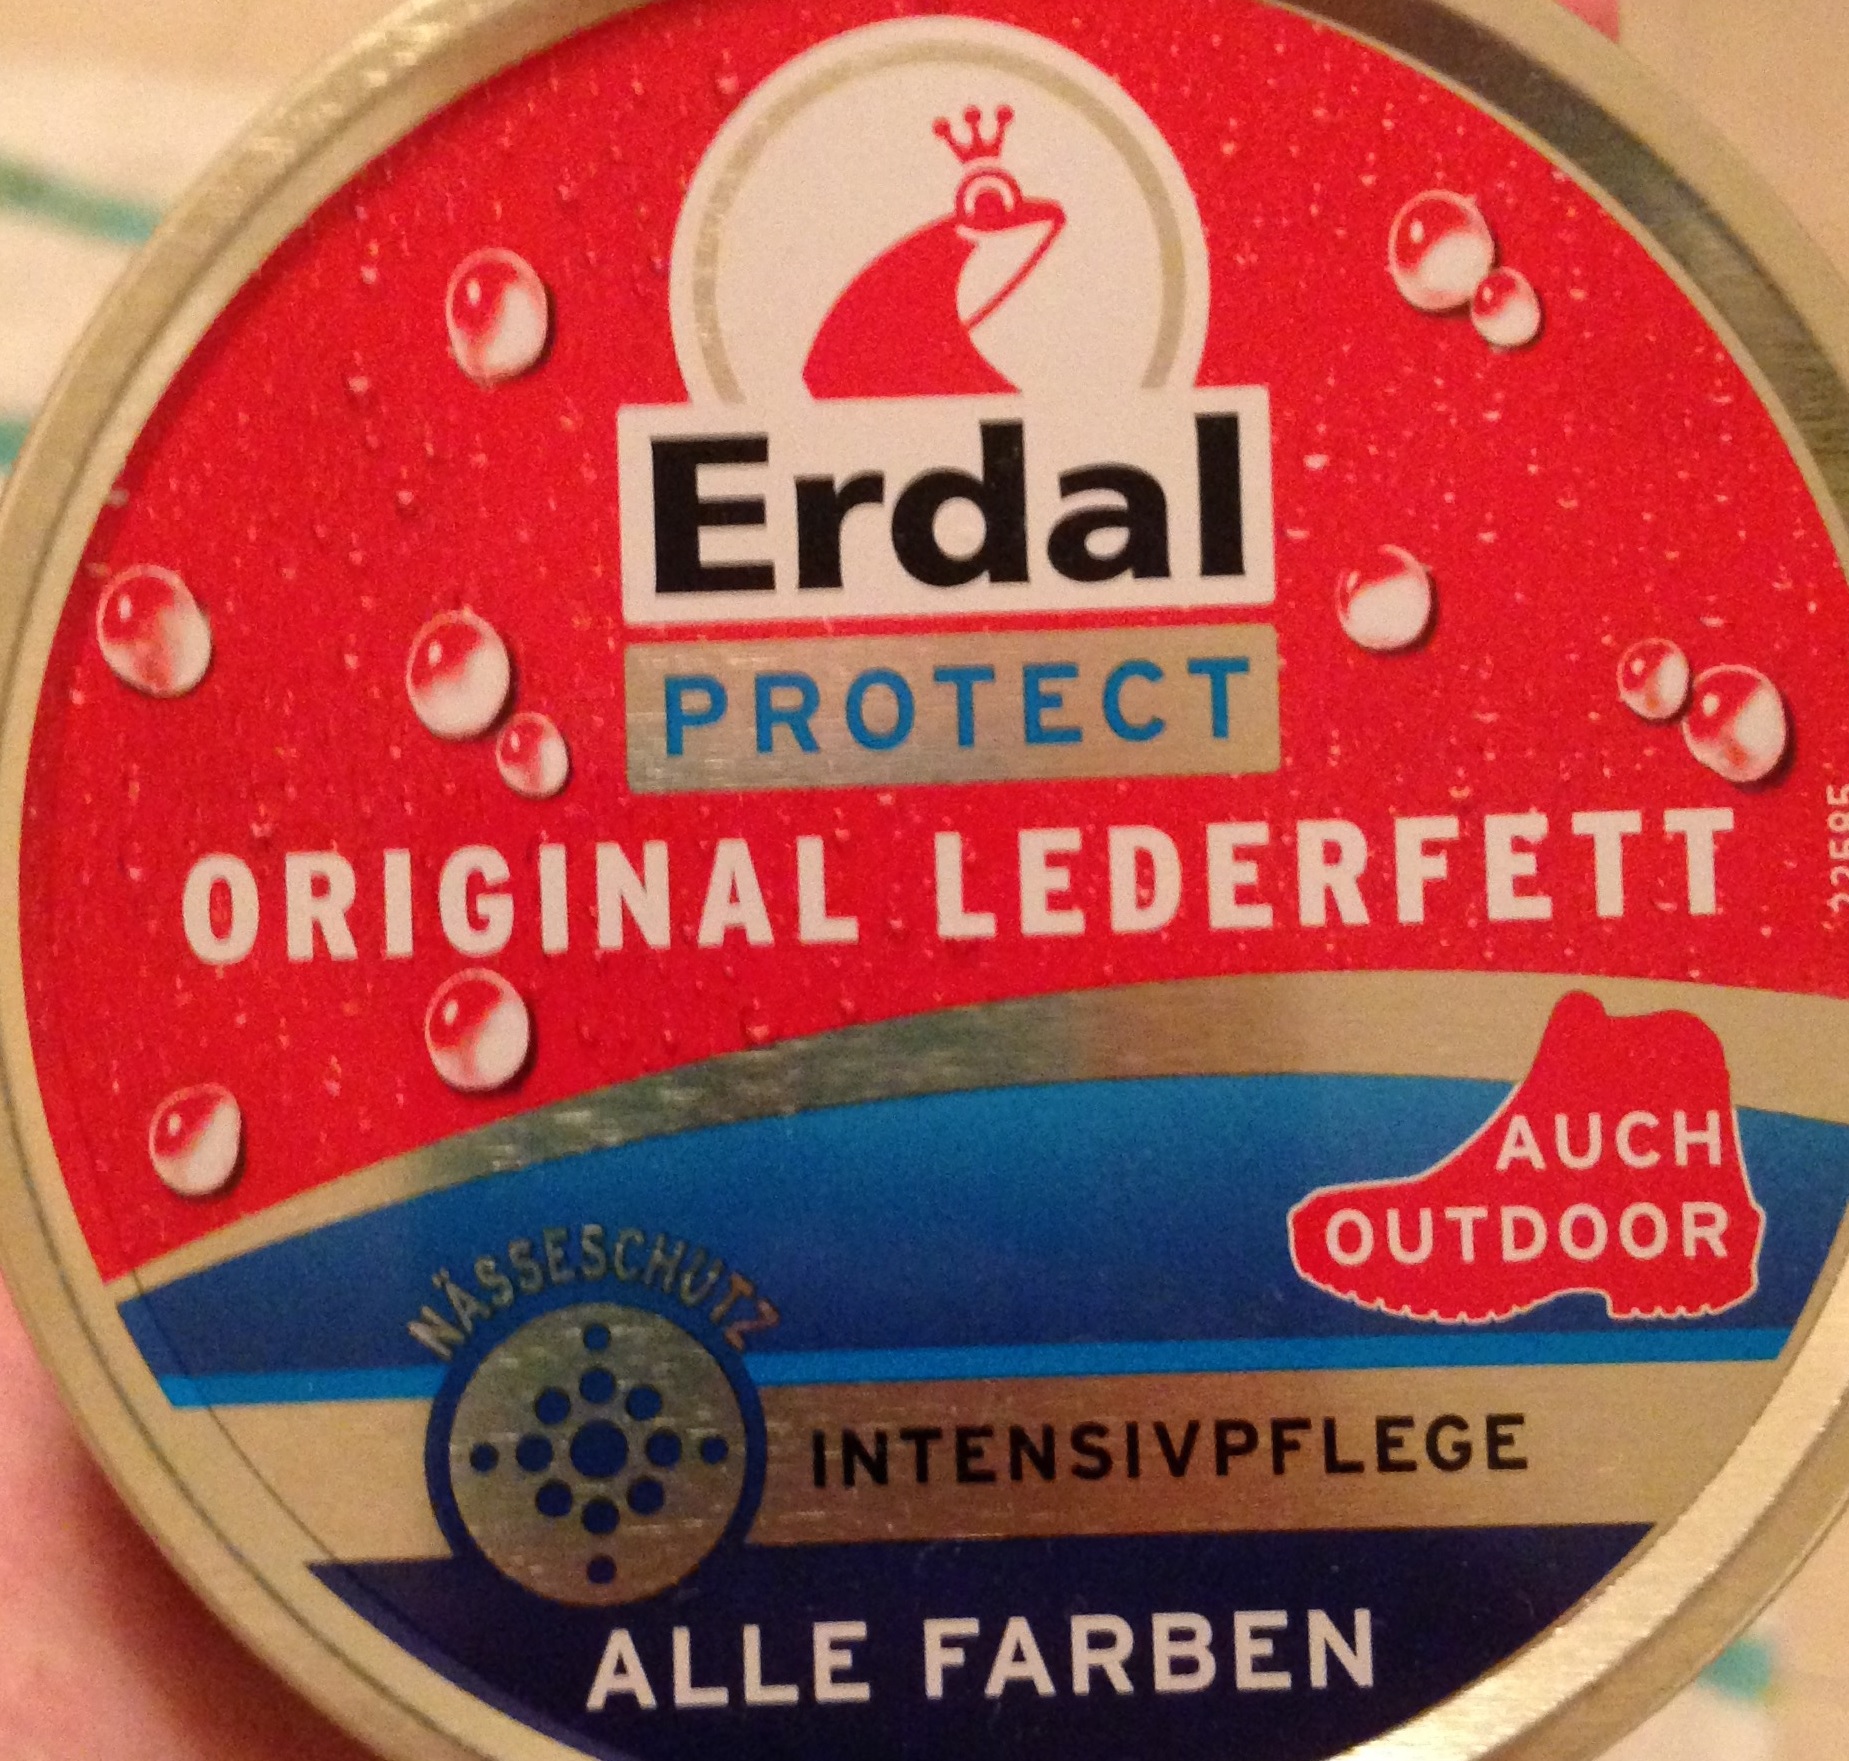 Erdal
PROTECT
ORIGINAL LEDERFETT
AUCH
OUTDOOR
NÄSSESCHUTZ
INTENSIVPFLEGE
ALLE FARBEN